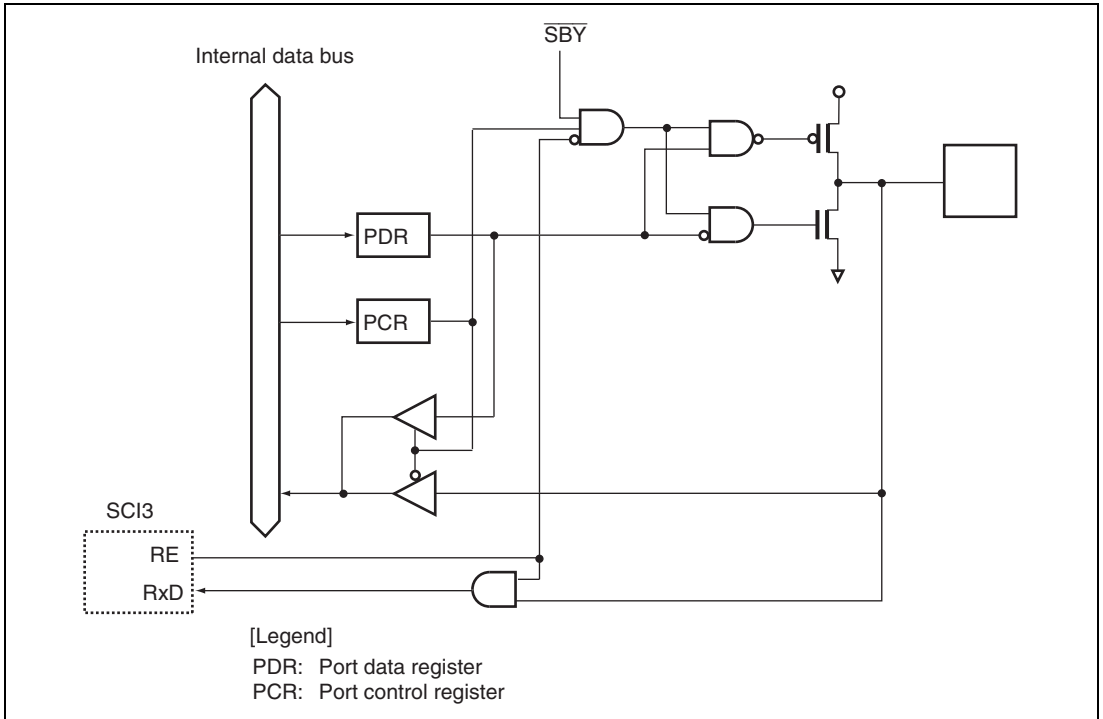 SBY
Internal data bus
PDR
PCR
SCI3
RE
RxD
[Legend]
PDR: Port data register
PCR: Port control register